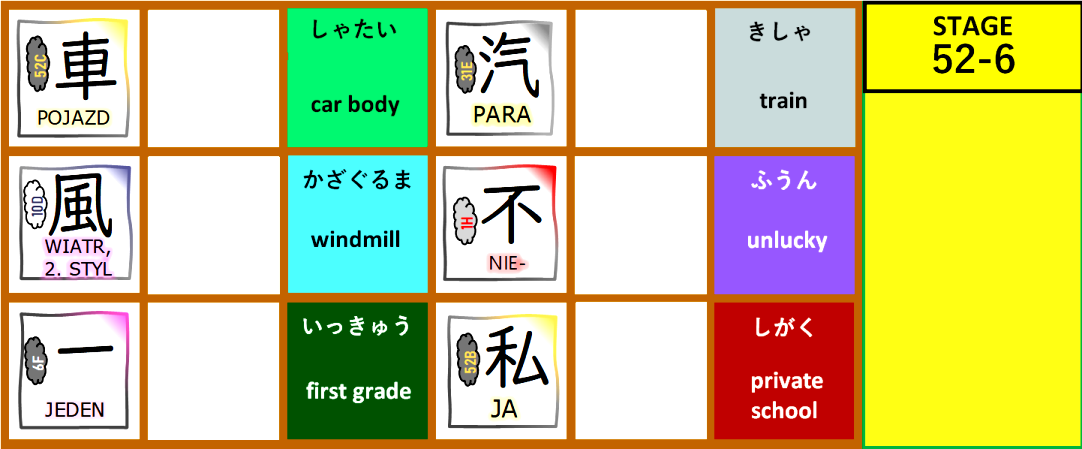 車
52C
POJAZD
しゃたい
car body
汽
31E
PARA
きしゃ
train
STAGE
52-6
風
10D
WIATR,
2. STYL
かざぐるま
windmill
不
1H
NIE-
ふうん
unlucky
一
6F
JEDEN
いっきゅう
first grade
私
52B
JA
しがく
private
school